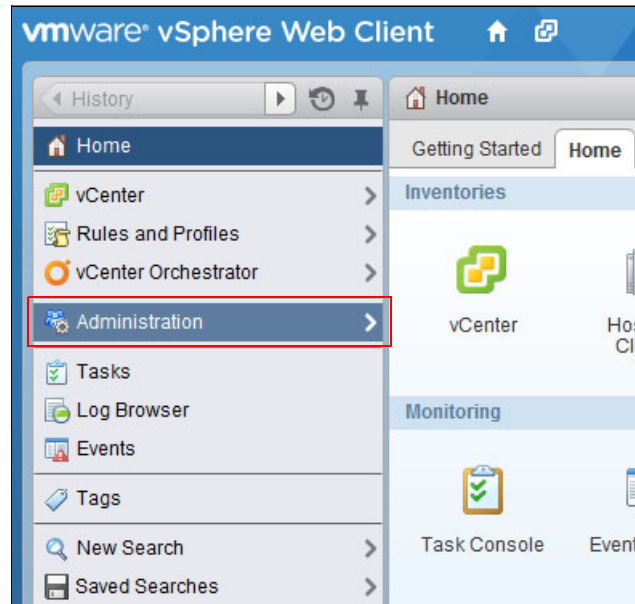 vmware® vSphere Web Client
History
Home
vCenter
Rules and Profiles
vCenter Orchestrator
Administration
Tasks
Log Browser
Events
Tags
New Search
Saved Searches
Home
Getting Started Home
Inventories
vCenter
Monitoring
Task Console